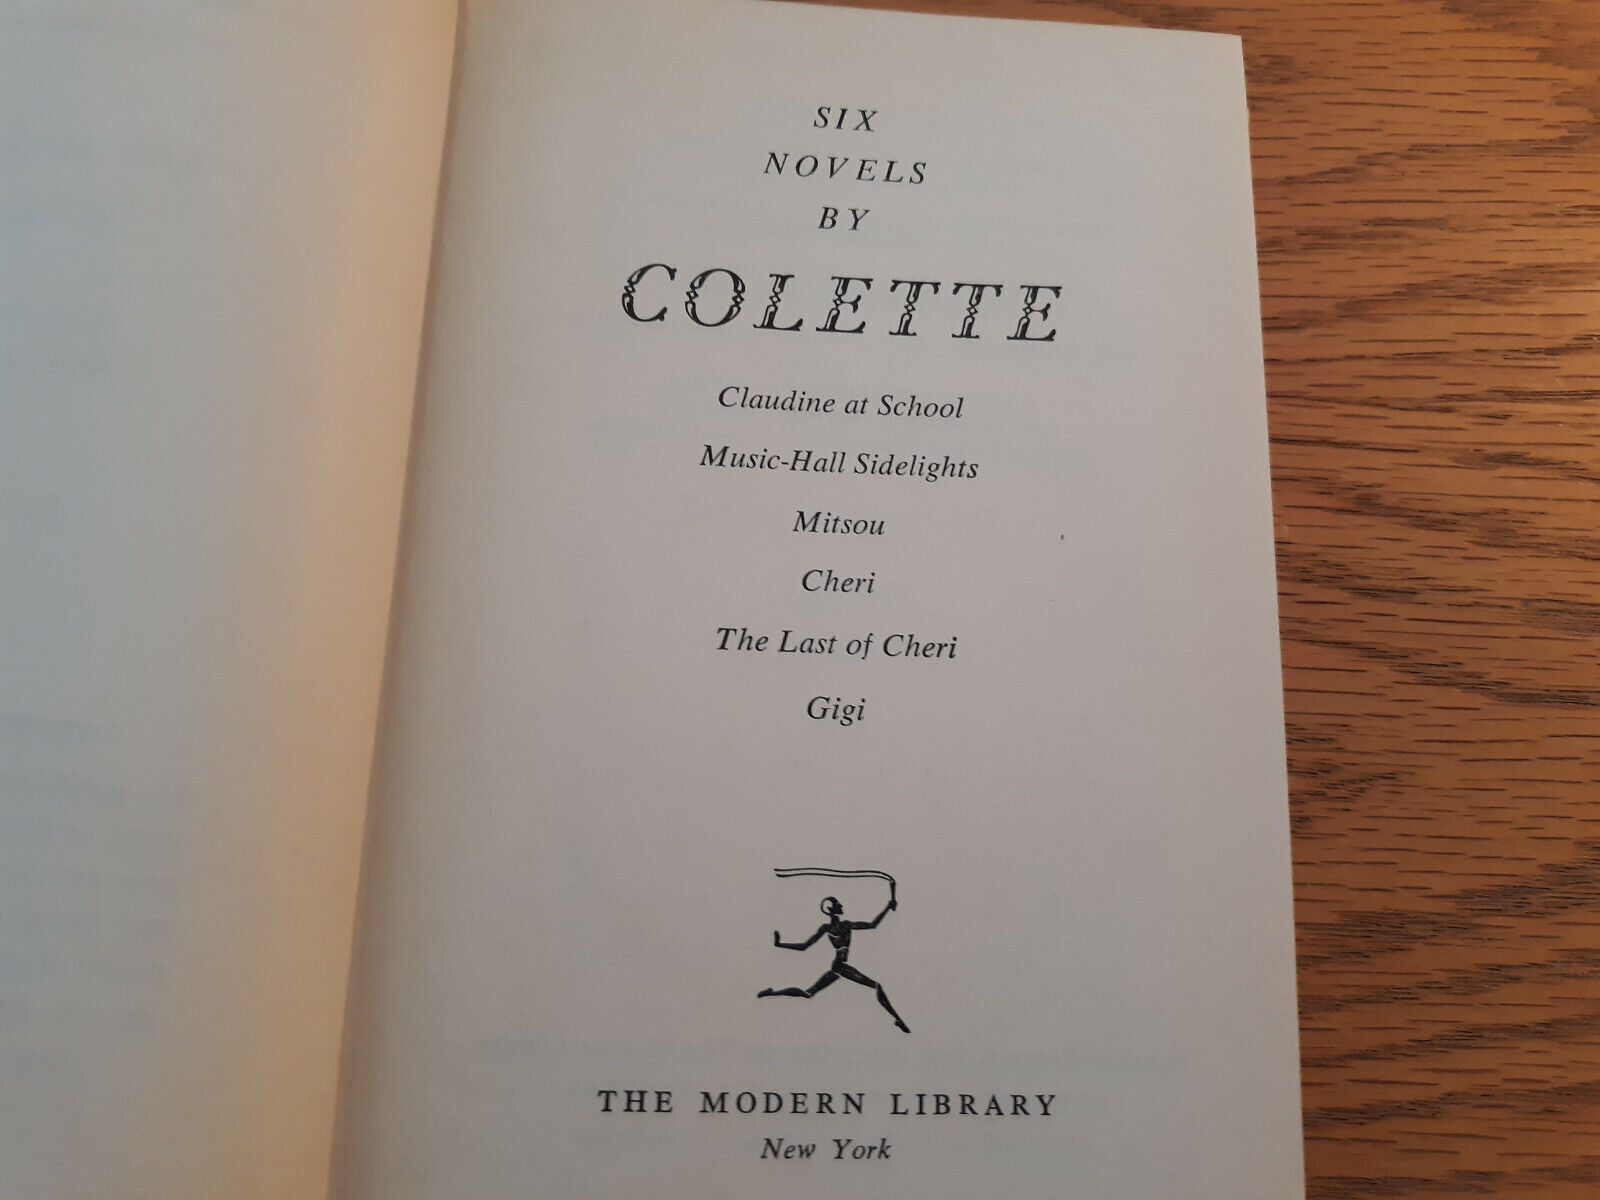 SIX
NOVELS
BY
COLETTE
Claudine at School
Music-Hall Sidelights
Mitsou
Cheri
The Last of Cheri
Gigi
THE MODERN LIBRARY
New York